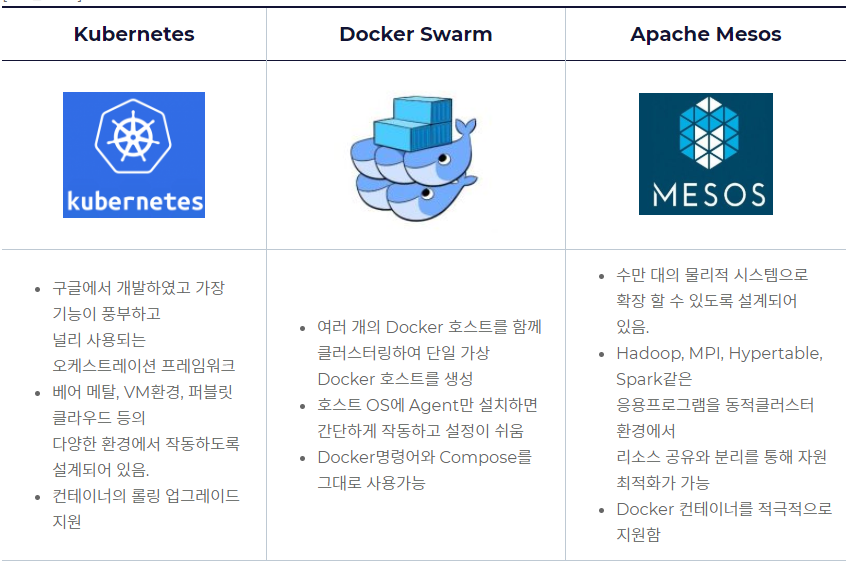 Kubernetes
Docker Swarm
Apache Mesos
kubernetes
MESOS
구글에서 개발하였고 가장
기능이 풍부하고
널리 사용되는
오케스트레이션 프레임워크
베어 메탈, VM환경, 퍼블릿
클라우드 등의
다양한 환경에서 작동하도록
설계되어 있음.
컨테이너의 롤링 업그레이드
지원
여러 개의 Docker 호스트를 함께
클러스터링하여 단일 가상
Docker 호스트를 생성
호스트 OS에 Agent만 설치하면
간단하게 작동하고 설정이 쉬움
Docker명령어와 Compose를
그대로 사용가능
수만 대의 물리적 시스템으로
확장 할 수 있도록 설계되어
있음.
Hadoop, MPI, Hypertable,
Spark같은
응용프로그램을 동적클러스터
환경에서
리소스 공유와 분리를 통해 자원
최적화가 가능
Docker 컨테이너를 적극적으로
지원함